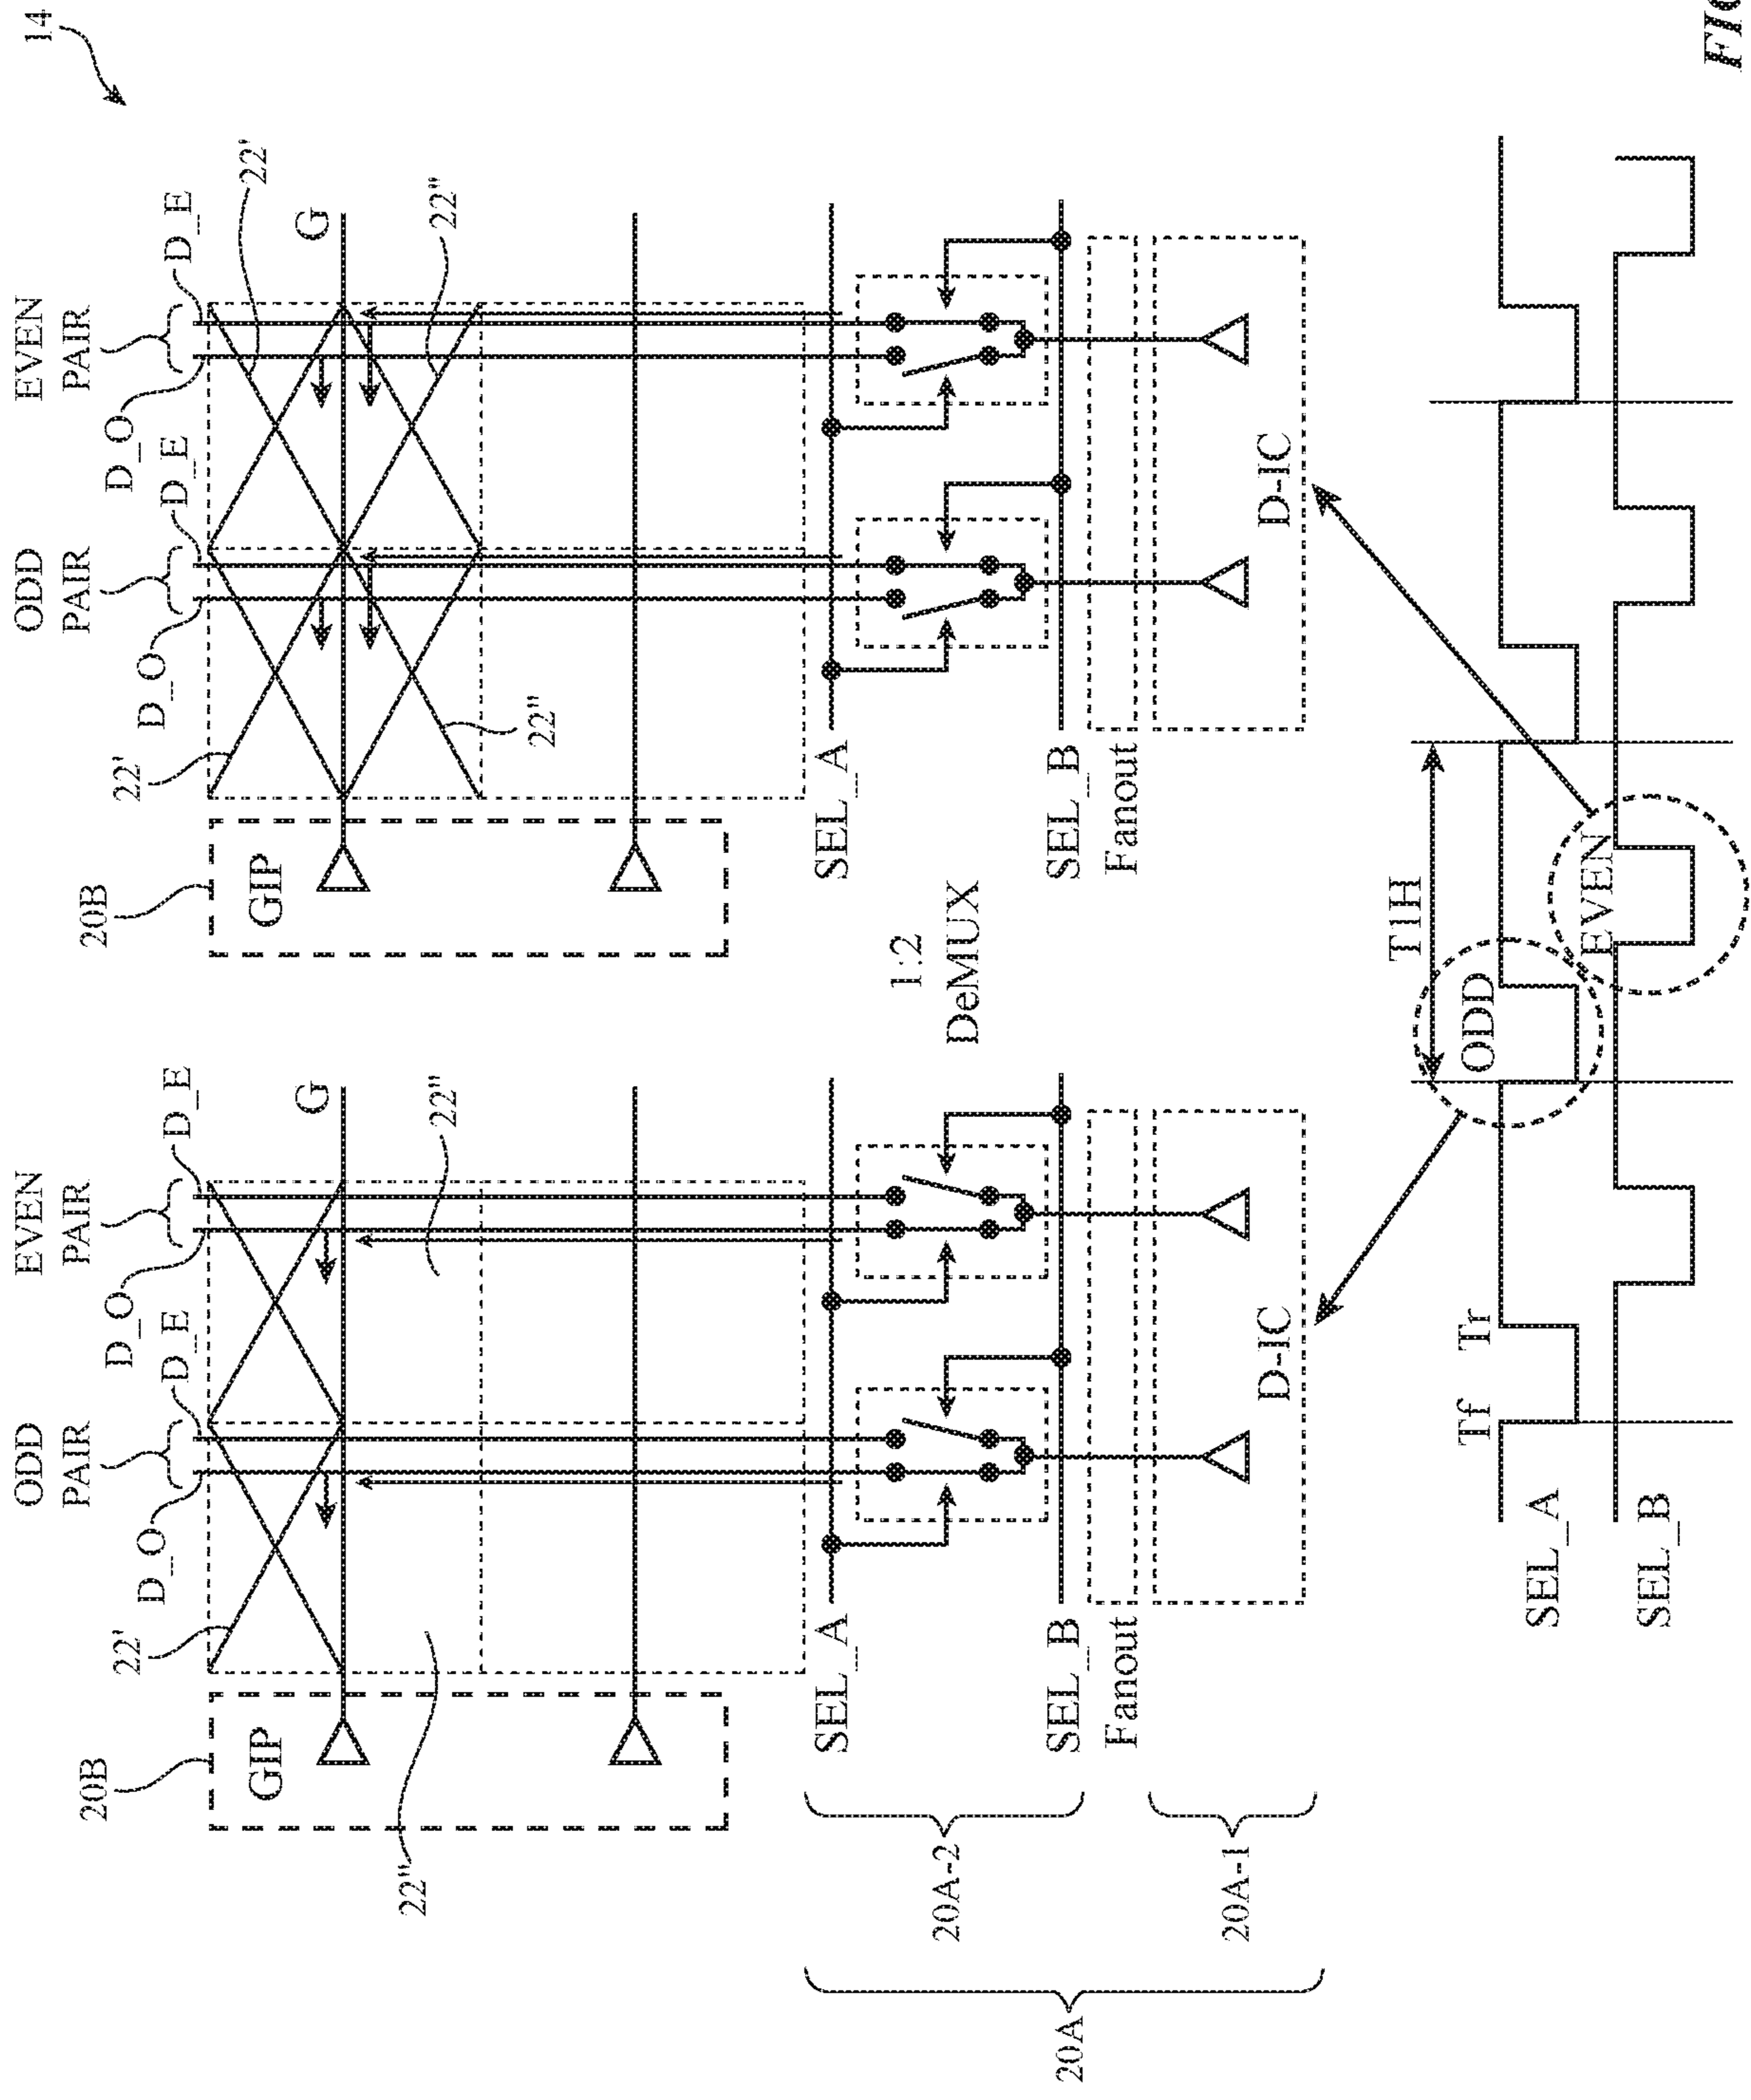 14
ODD
PAIR
EVEN
PAIR
ODD
PAIR
EVEN
PAIR
D_O
D_E
D_O
D_E
D_O
D_E
D_O
D_E
20B
22'
22"
22"
G
GIP
20B
22'
22'
22"
22"
G
GIP
SEL_A
SEL_B
Fanout
D-IC
1:2
DeMUX
SEL_A
SEL_B
Fanout
D-IC
20A-2
20A-1
20A
T1H
Tf
Tr
ODD
EVEN
SEL_A
SEL_B